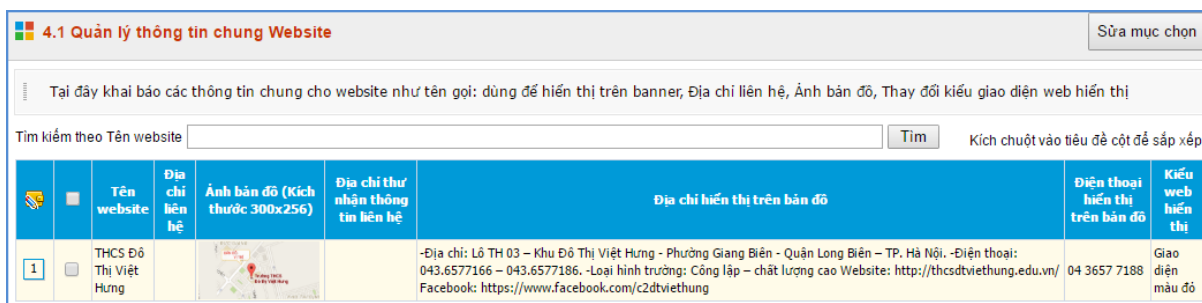 4.1 Quản lý thông tin chung Website
Sửa mục chọn
Tại đây khai báo các thông tin chung cho website như tên gọi: dùng để hiển thị trên banner, Địa chỉ liên hệ, Ảnh bản đồ, Thay đổi kiểu giao diện web hiển thị
Tìm kiếm theo Tên website
Tìm
Kích chuột vào tiêu đề cột để sắp xếp
Tên
website
Địa
chỉ
liên
hệ
Ảnh bản đồ (Kích
thước 300x256)
Địa chỉ thư
nhận thông
tin liên hệ
Địa chỉ hiển thị trên bản đồ
Điện thoại
hiển thị
trên bản đồ
Kiểu
web
hiển
thị
1
THCS Đô
Thị Việt
Hưng
-Địa chỉ: Lô TH 03 – Khu Đô Thị Việt Hưng - Phường Giang Biên - Quận Long Biên – TP. Hà Nội. -Điện thoại:
043.6577166 – 043.6577186. -Loại hình trường: Công lập – chất lượng cao Website: http://thcsdtviethung.edu.vn/
Facebook: https://www.facebook.com/c2dtviethung
04 3657 7188
Giao
diện
màu đỏ